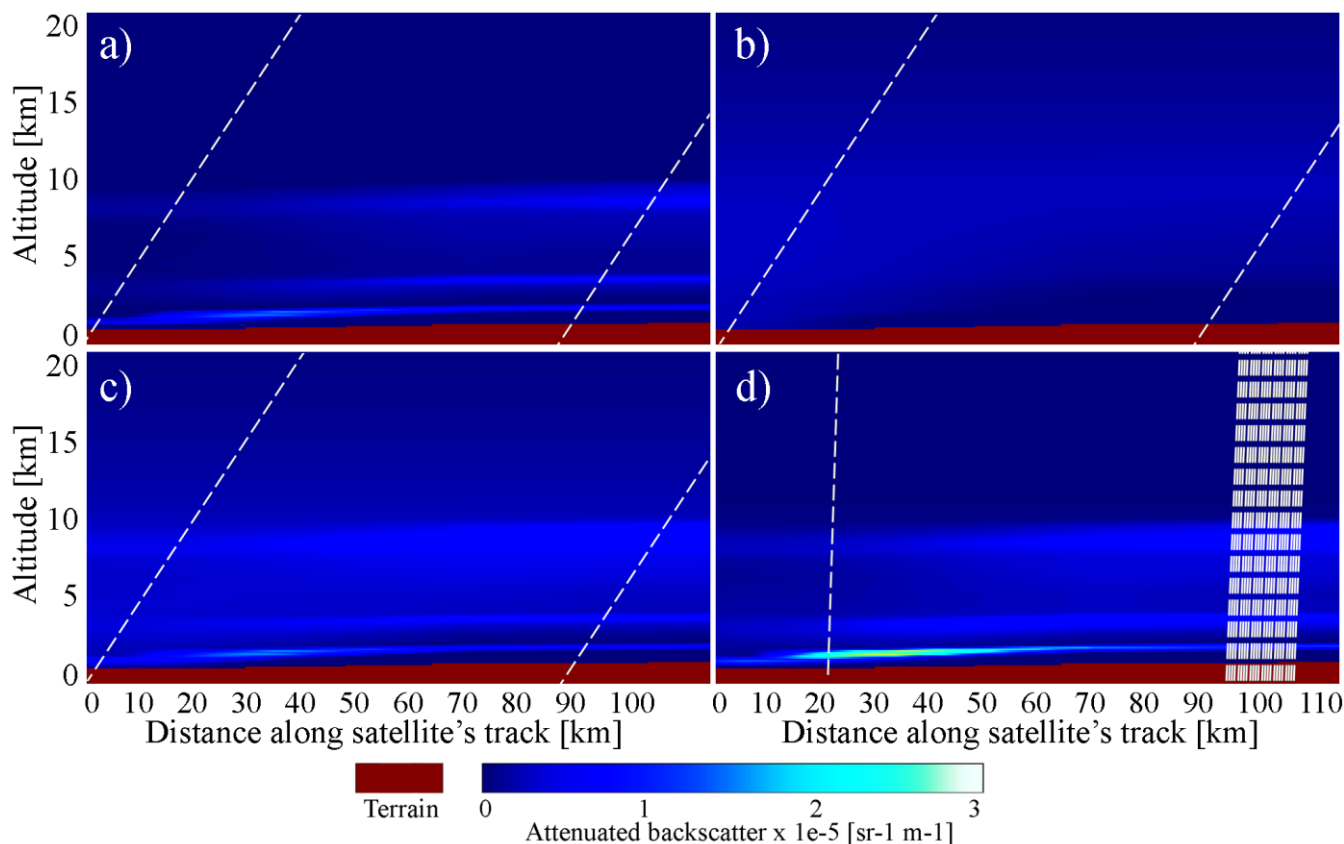 a)
b)
20
15
10
5
0
Altitude [km]
c)
d)
20
15
10
5
0
Altitude [km]
0 10 20 30 40 50 60 70 80 90 100
0 10 20 30 40 50 60 70 80 90 100 110
Distance along satellite’s track [km]
Distance along satellite’s track [km]
Terrain
0 1 2 3
Attenuated backscatter x 1e-5 [sr-1 m-1]